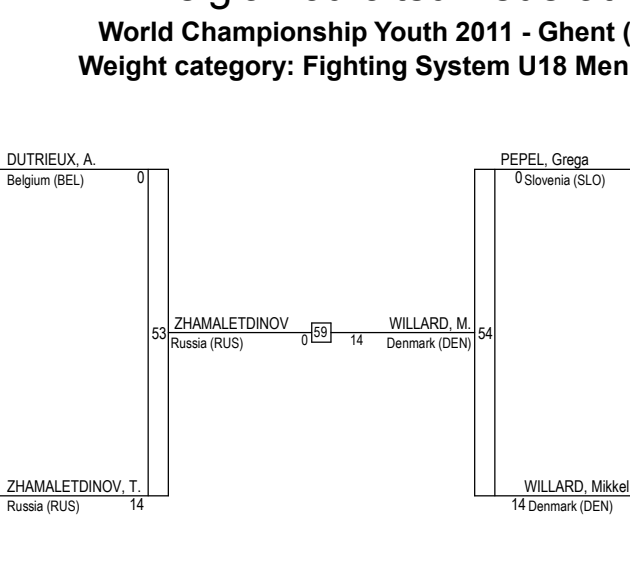 World Championship Youth 2011 - Ghent (
Weight category: Fighting System U18 Men
DUTRIEUX, A.
Belgium (BEL) 0
PEPEL, Grega
0 Slovenia (SLO)
53 ZHAMALETDINOV 59 WILLARD, M. 54
Russia (RUS) 0 14 Denmark (DEN)
ZHAMALETDINOV, T.
Russia (RUS) 14
WILLARD, Mikkel
14 Denmark (DEN)